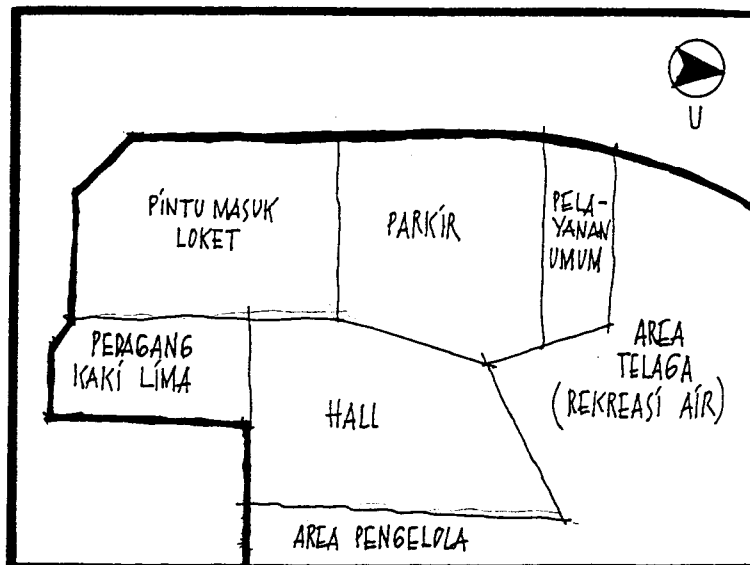 U
PINTU MASUK
LOKET
PARKIR
PELA-
YANAN
UMUM
PEDAGANG
KAKI LIMA
HALL
AREA
TELAGA
(REKREASI AIR)
AREA PENGELOLA